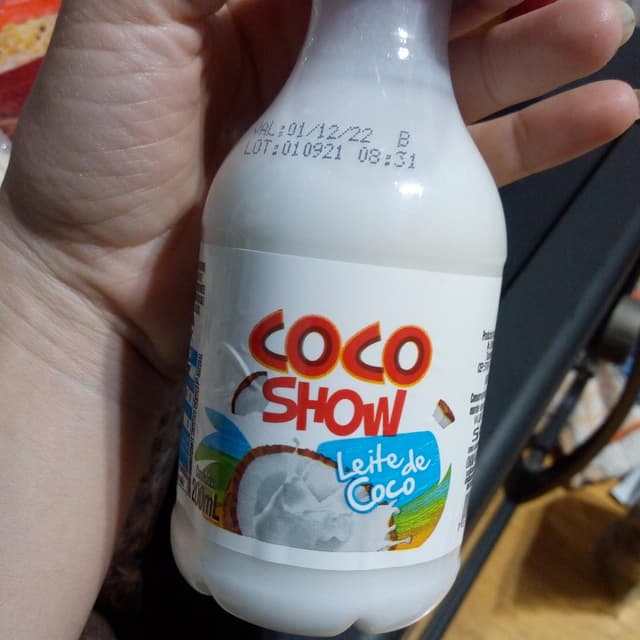 VAL:01/12/22 B
LOT:010921 08:31
COCO
SHOW
Leite de
Coco
200mL